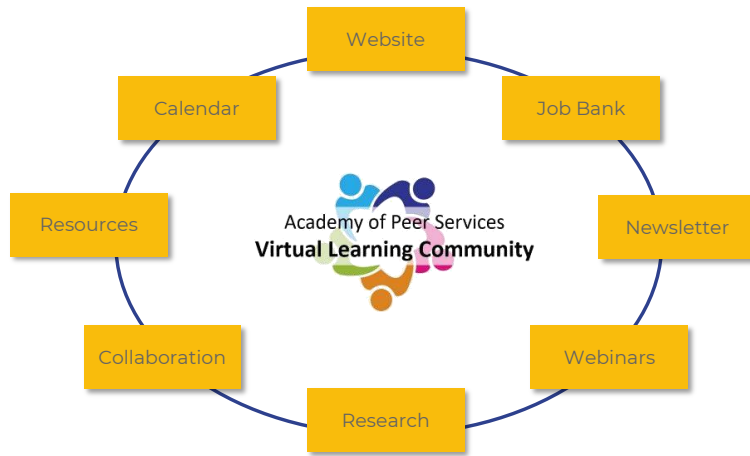 Website
Calendar
Job Bank
Resources
Academy of Peer Services
Virtual Learning Community
Newsletter
Collaboration
Webinars
Research